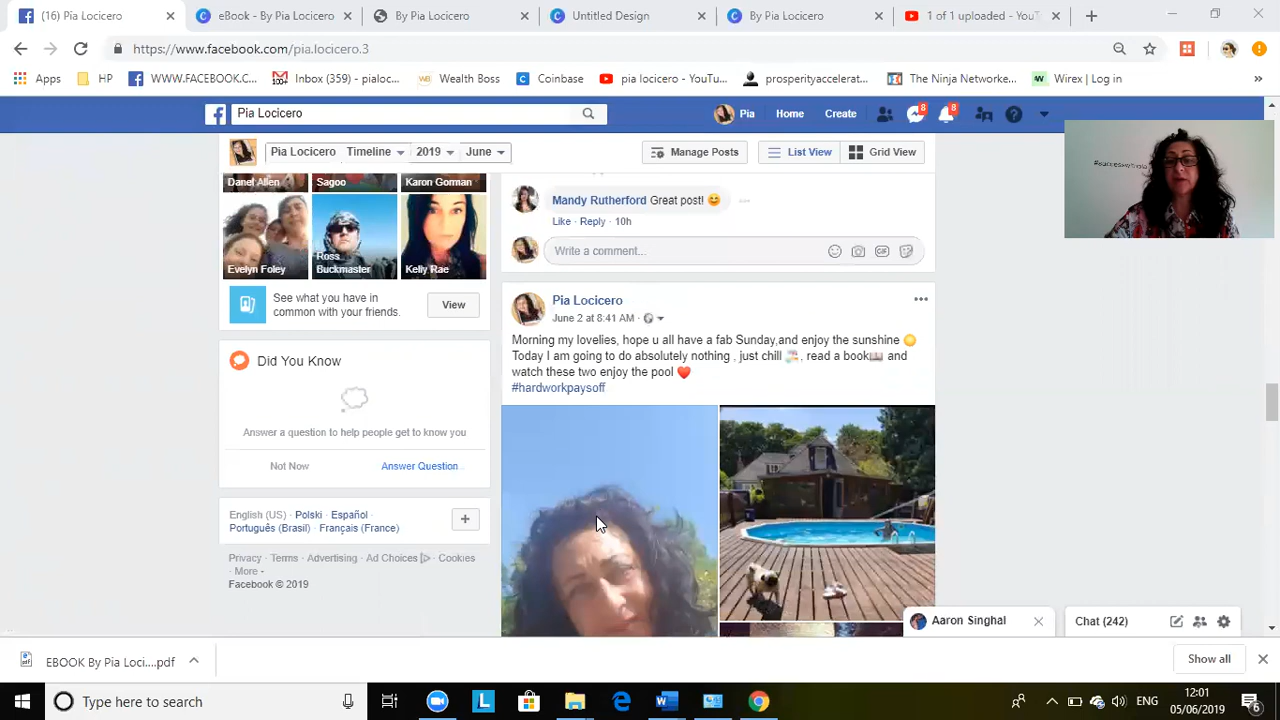 (16) Pia Locicero
eBook - By Pia Locicero
By Pia Locicero
Untitled Design
By Pia Locicero
1 of 1 uploaded - YouT
https://www.facebook.com/pia.locicero.3
Apps
HP
WWW.FACEBOOK.C...
Inbox (359) - pialoc...
Wealth Boss
Coinbase
pia locicero - YouTu...
prosperityaccelerat...
The Ninja Networke...
Wirex | Log in
Pia Locicero
Pia
Home
Create
8
8
Pia Locicero
Timeline
2019
June
Manage Posts
List View
Grid View
Danel Allen
Sagoo
Karon Gorman
Mandy Rutherford Great post! 😊
Like · Reply · 10h
Write a comment...
GIF
Evelyn Foley
Ross
Buckmaster
Kelly Rae
See what you have in
common with your friends.
View
Pia Locicero
June 2 at 8:41 AM ·
Morning my lovelies, hope u all have a fab Sunday,and enjoy the sunshine 🌞
Today I am going to do absolutely nothing , just chill , read a book📖 and
watch these two enjoy the pool ❤
#hardworkpaysoff
Did You Know
Answer a question to help people get to know you
Not Now
Answer Question
English (US) · Polski · Español ·
Português (Brasil) · Français (France)
Privacy · Terms · Advertising · Ad Choices · Cookies
· More
Facebook © 2019
Aaron Singhal
Chat (242)
EBOOK By Pia Loci....pdf
Show all
Type here to search
ENG
12:01
05/06/2019
6